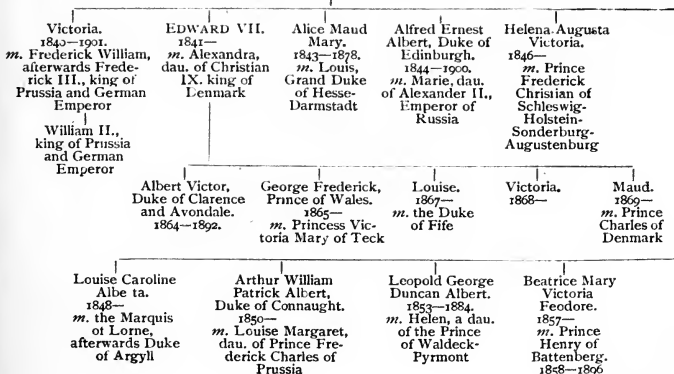 Victoria.
1840–1901.
m. Frederick William,
afterwards Frede-
rick III., king of
Prussia and German
Emperor
William II.,
king of Prussia
and German
Emperor
EDWARD VII.
1841—
m. Alexandra,
dau. of Christian
IX. king of
Denmark
Alice Maud
Mary.
1843–1878.
m. Louis,
Grand Duke
of Hesse-
Darmstadt
Alfred Ernest
Albert, Duke of
Edinburgh.
1844–1900.
m. Marie, dau.
of Alexander II.,
Emperor of
Russia
Helena Augusta
Victoria.
1846—
m. Prince
Frederick
Christian of
Schleswig-
Holstein-
Sonderburg-
Augustenburg
Albert Victor,
Duke of Clarence
and Avondale.
1864–1892.
George Frederick,
Prince of Wales.
1865—
m. Princess Vic-
toria Mary of Teck
Louise.
1867—
m. the Duke
of Fife
Victoria.
1868—
Maud.
1869—
m. Prince
Charles of
Denmark
Louise Caroline
Albe ta.
1848—
m. the Marquis
of Lorne,
afterwards Duke
of Argyll
Arthur William
Patrick Albert,
Duke of Connaught.
1850—
m. Louise Margaret,
dau. of Prince Fre-
derick Charles of
Prussia
Leopold George
Duncan Albert.
1853–1884.
m. Helen, a dau.
of the Prince
of Waldeck-
Pyrmont
Beatrice Mary
Victoria
Feodore.
1857—
m. Prince
Henry of
Battenberg.
1858–1896